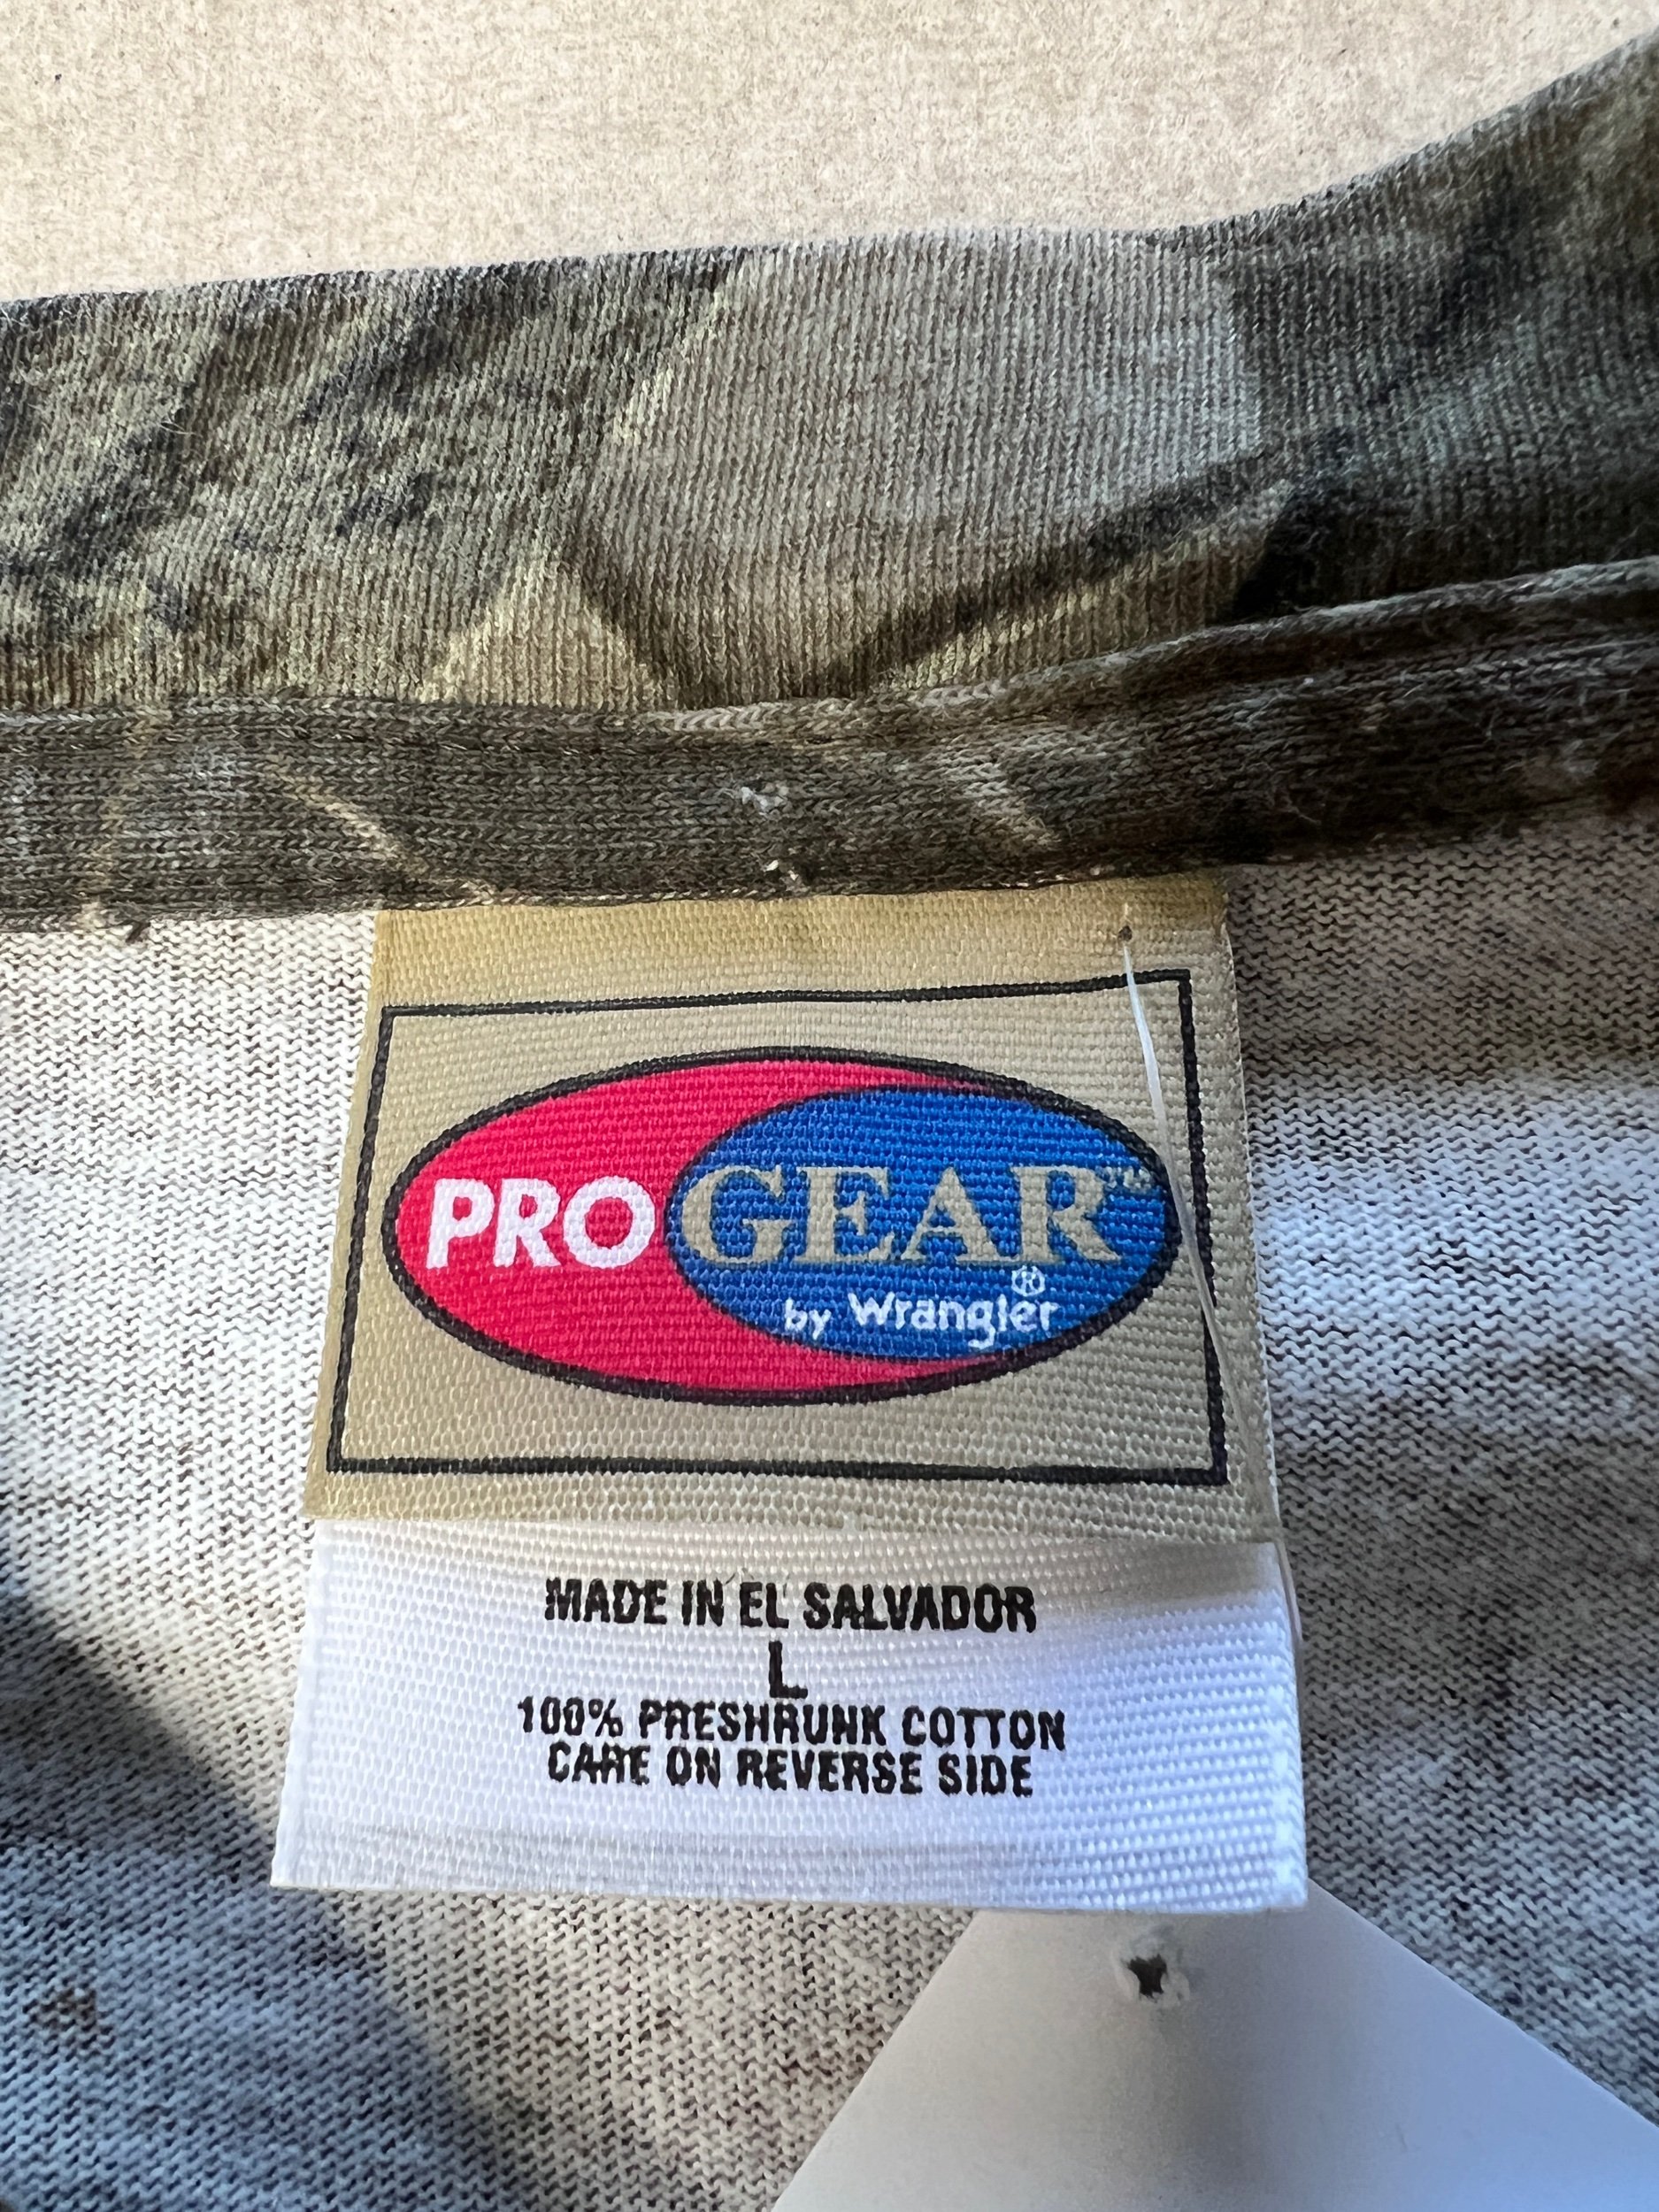 PRO GEAR™
by Wrangler®
MADE IN EL SALVADOR
L
100% PRESHRUNK COTTON
CARE ON REVERSE SIDE